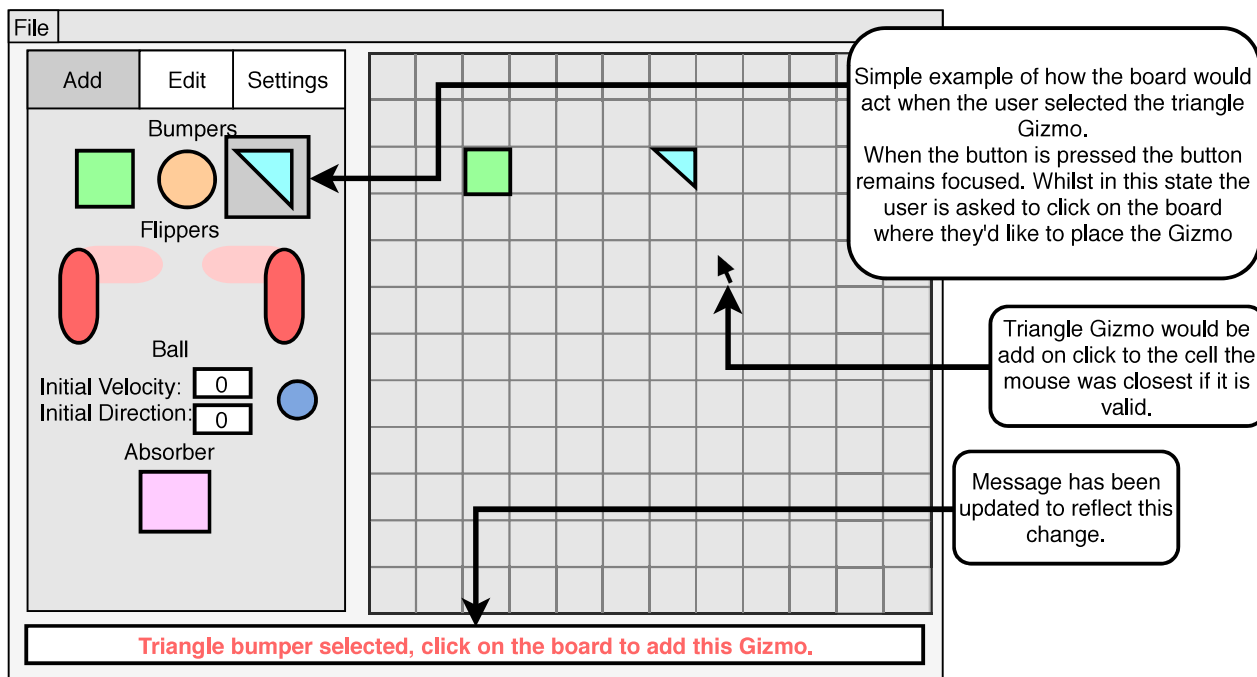 File
Add
Edit
Settings
Bumpers
Flippers
Ball
Initial Velocity:
0
Initial Direction:
0
Absorber
Simple example of how the board would
act when the user selected the triangle
Gizmo.
When the button is pressed the button
remains focused. Whilst in this state the
user is asked to click on the board
where they'd like to place the Gizmo
Triangle Gizmo would be
add on click to the cell the
mouse was closest if it is
valid.
Message has been
updated to reflect this
change.
Triangle bumper selected, click on the board to add this Gizmo.